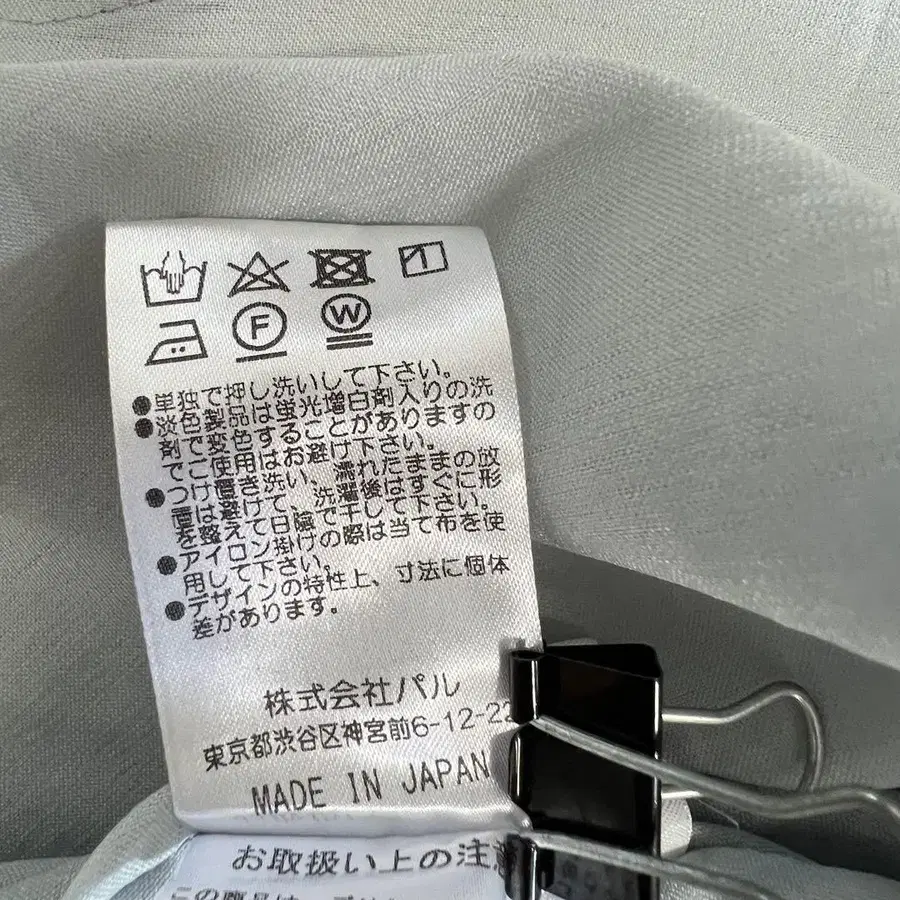 F W
●単独で押し洗いして下さい。
●淡色製品は蛍光増白剤入りの洗
剤で変色することがありますの
でご使用はお避け下さい。
●つけ置き洗い、濡れたままの放
置は避けて、洗濯後はすぐに形
を整えて日陰で干して下さい。
●アイロン掛けの際は当て布を使
用して下さい。
●デザインの特性上、寸法に個体
差があります。
株式会社パル
東京都渋谷区神宮前6-12-22
MADE IN JAPAN
お取扱い上の注意
この商品は